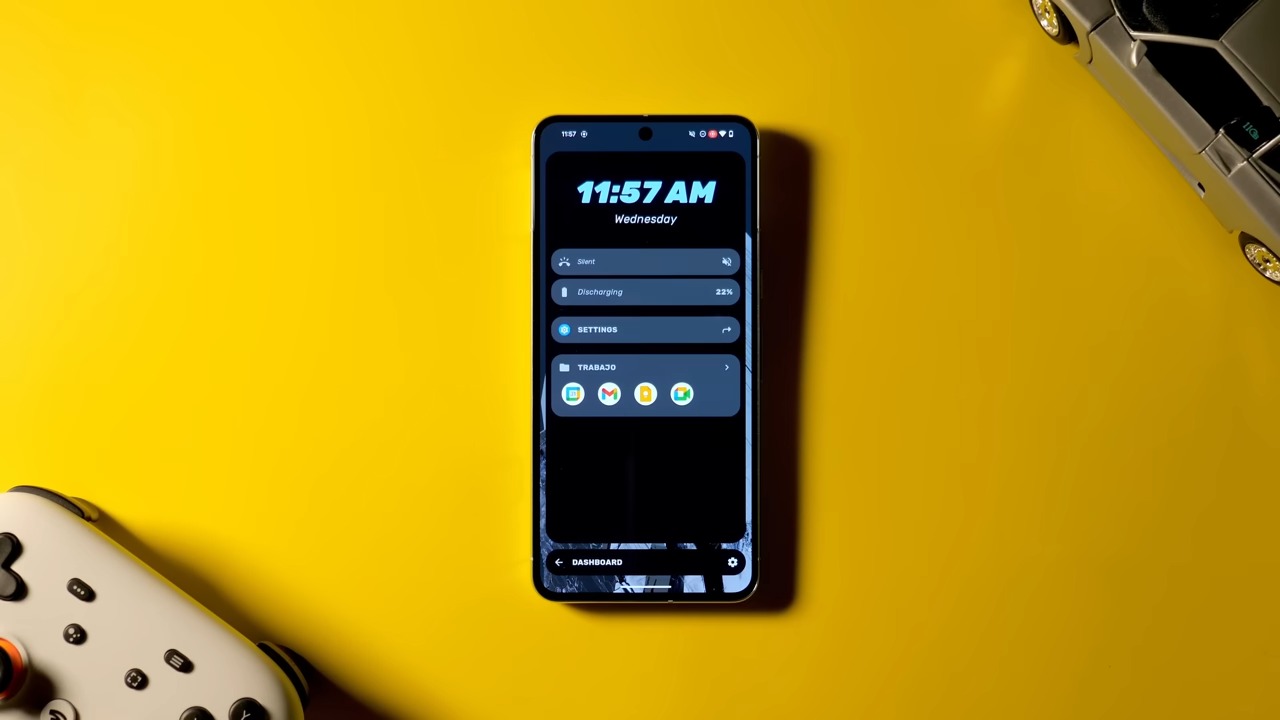 11:57
11:57 AM
Wednesday
Silent
Discharging 22%
SETTINGS
TRABAJO
DASHBOARD
Y